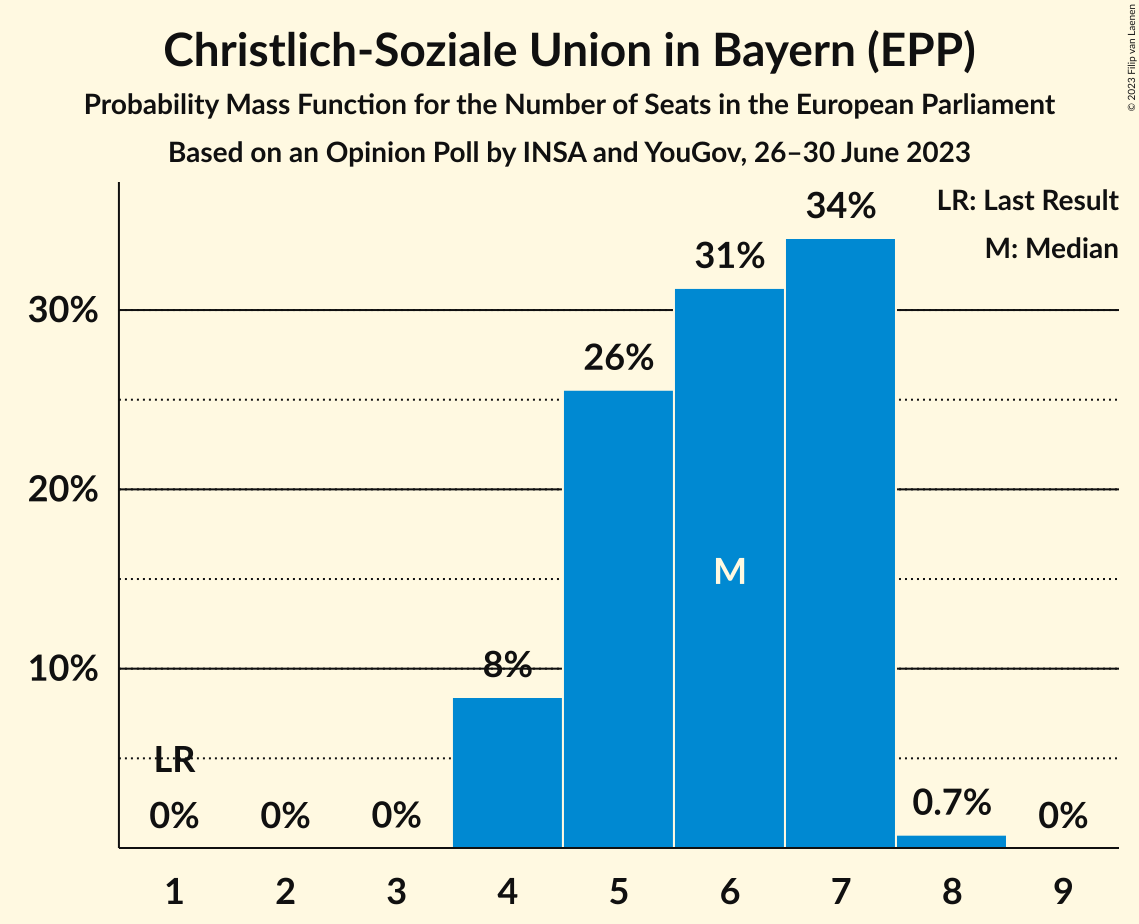 Christlich-Soziale Union in Bayern (EPP)
Probability Mass Function for the Number of Seats in the European Parliament
Based on an Opinion Poll by INSA and YouGov, 26–30 June 2023
© 2023 Filip van Laenen
LR: Last Result
M: Median
34%
31%
30%
26%
20%
M
10%
8%
LR
0% 0% 0% 0.7% 0%
1 2 3 4 5 6 7 8 9